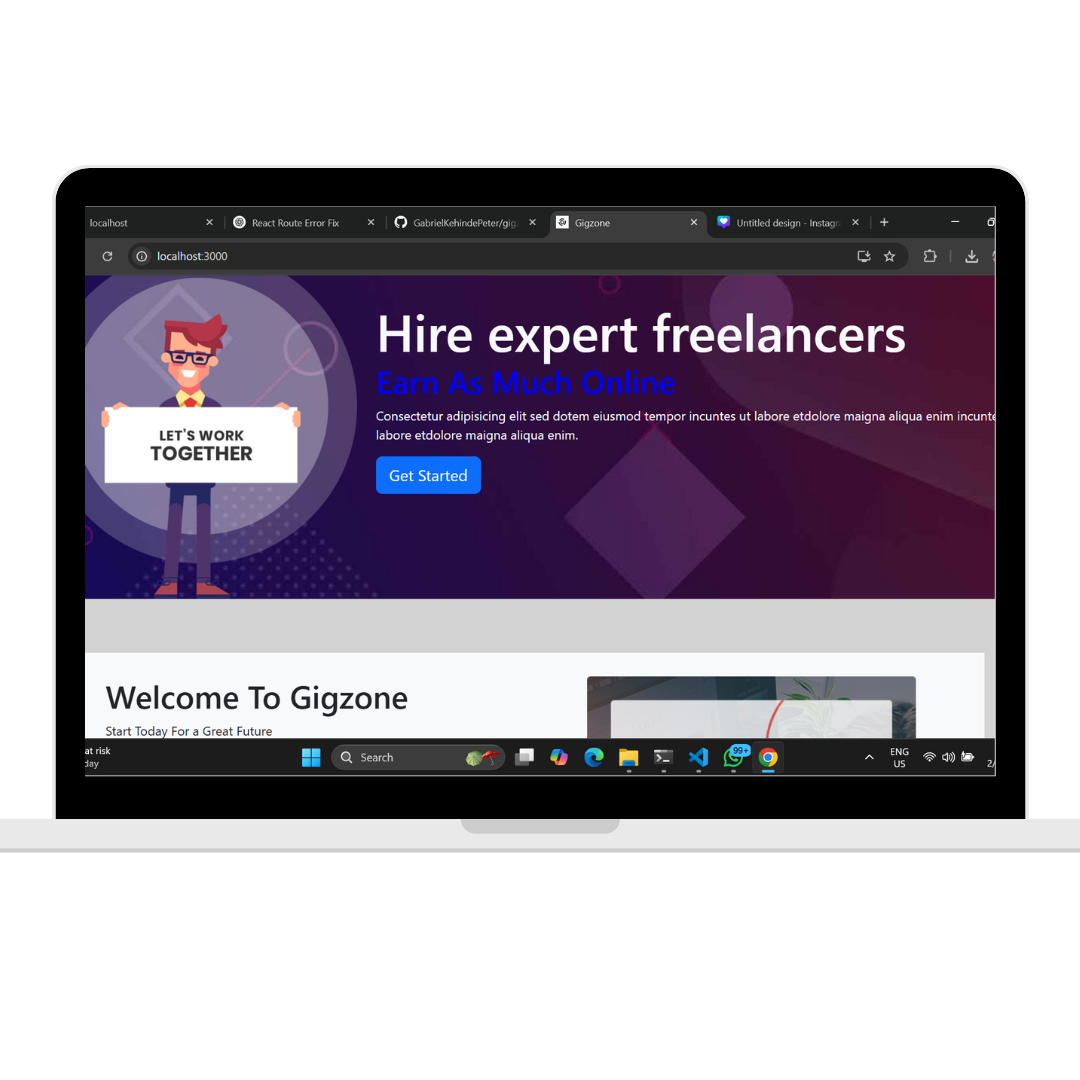 localhost
React Route Error Fix
GabrielKehindePeter/gig
Gigzone
Untitled design - Instagr
localhost:3000
Hire expert freelancers
Earn As Much Online
Consectetur adipisicing elit sed dotem eiusmod tempor incuntes ut labore etdolore maigna aliqua enim incunte
labore etdolore maigna aliqua enim.
Get Started
LET'S WORK
TOGETHER
Welcome To Gigzone
Start Today For a Great Future
at risk
day
Search
99+
ENG
US
2/